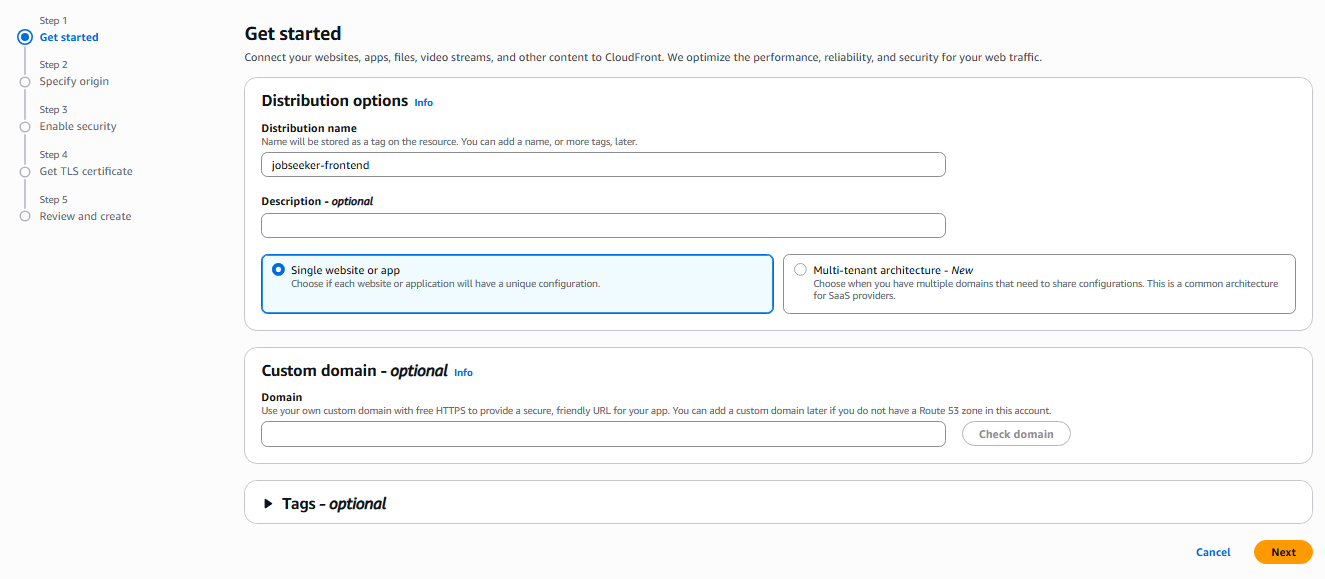 Step 1
Get started
Step 2
Specify origin
Step 3
Enable security
Step 4
Get TLS certificate
Step 5
Review and create
Get started
Connect your websites, apps, files, video streams, and other content to CloudFront. We optimize the performance, reliability, and security for your web traffic.
Distribution options Info
Distribution name
Name will be stored as a tag on the resource. You can add a name, or more tags, later.
jobseeker-frontend
Description - optional
Single website or app
Choose if each website or application will have a unique configuration.
Multi-tenant architecture - New
Choose when you have multiple domains that need to share configurations. This is a common architecture
for SaaS providers.
Custom domain - optional Info
Domain
Use your own custom domain with free HTTPS to provide a secure, friendly URL for your app. You can add a custom domain later if you do not have a Route 53 zone in this account.
Check domain
Tags - optional
Cancel
Next